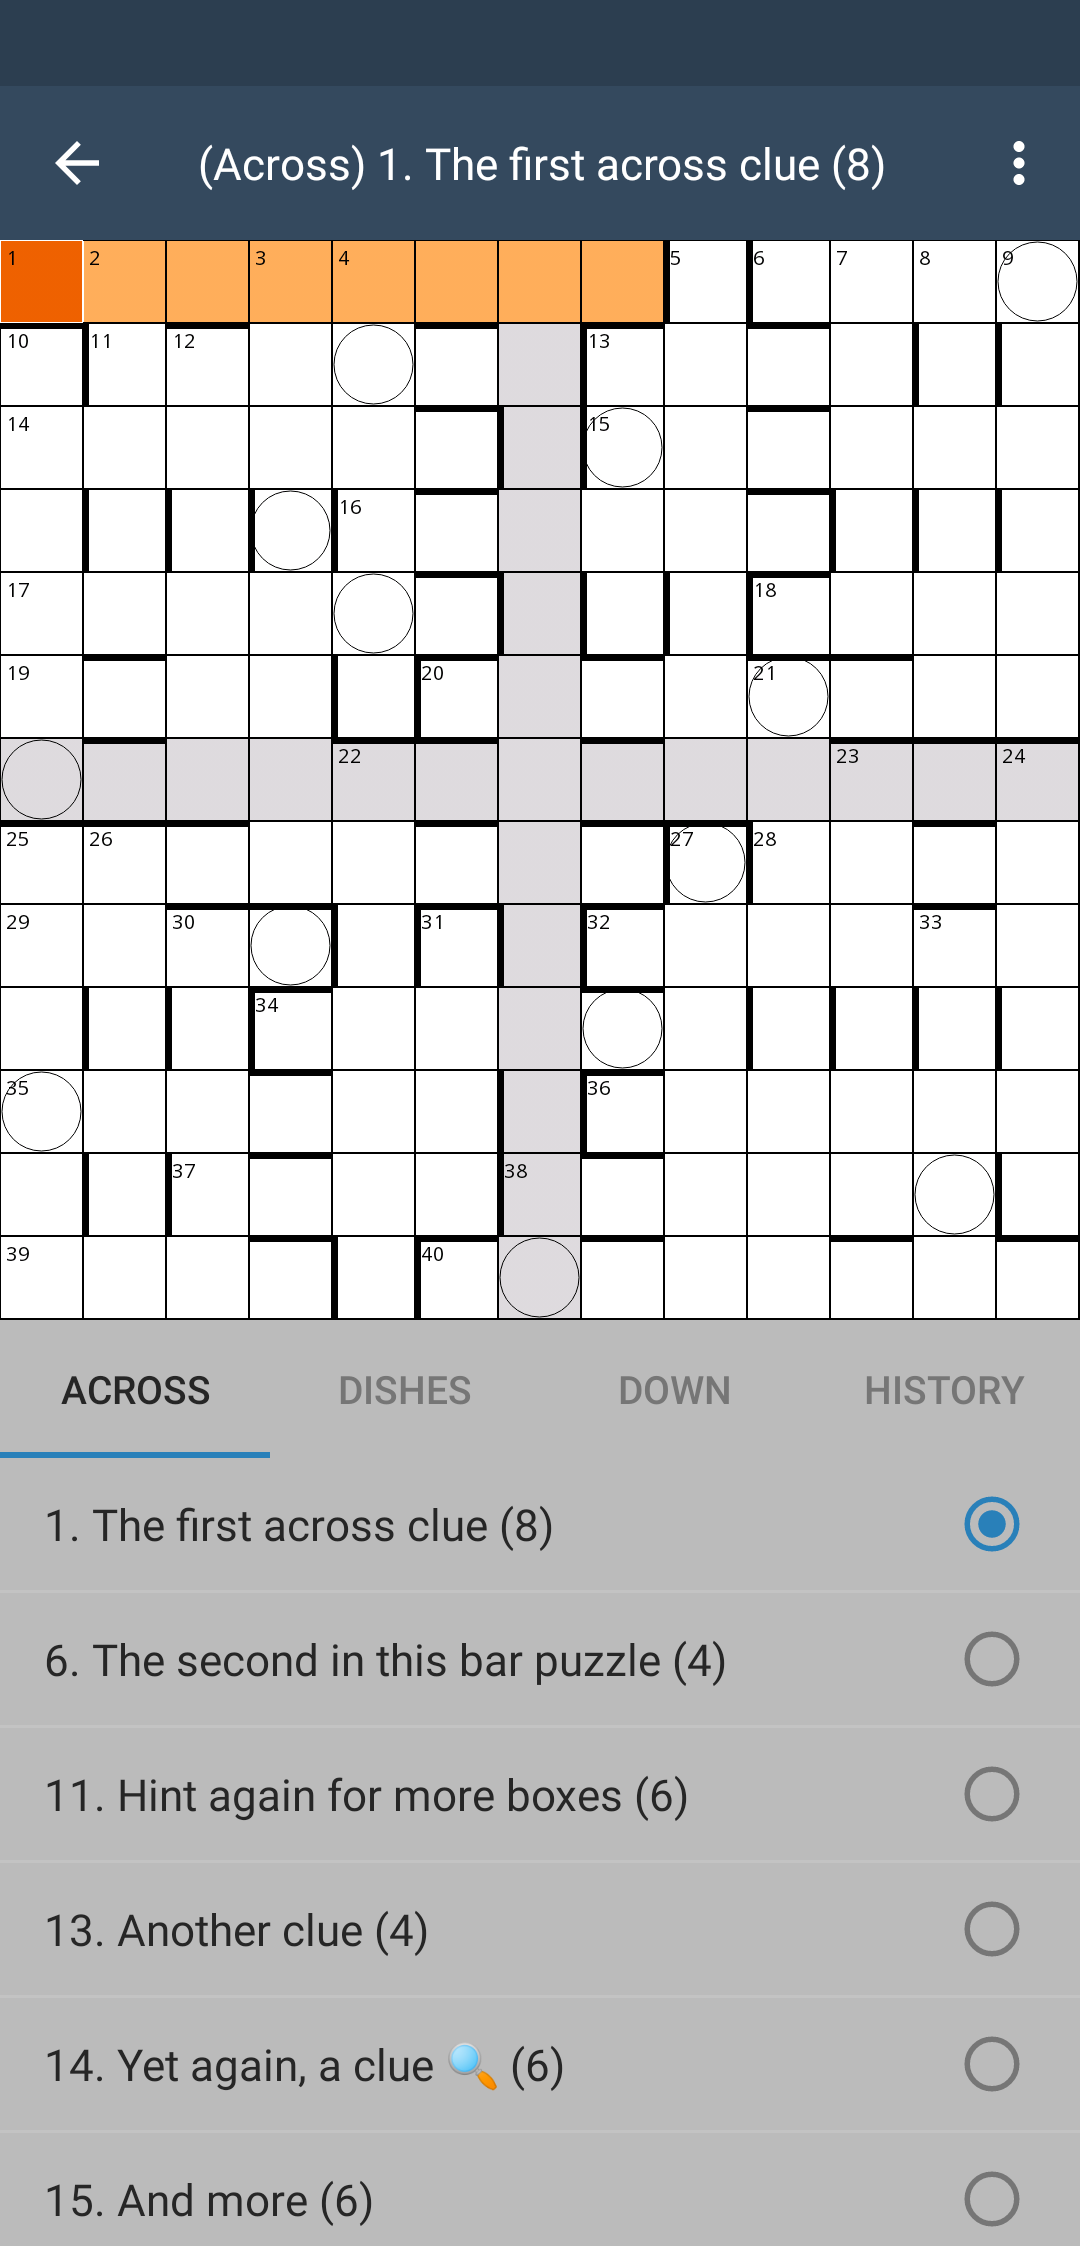 (Across) 1. The first across clue (8)
1 2 3 4 5 6 7 8 9
10 11 12 13
14 15
16
17 18
19 20 21
22 23 24
25 26 27 28
29 30 31 32 33
34
35 36
37 38
39 40
ACROSS DISHES DOWN HISTORY
1. The first across clue (8)
6. The second in this bar puzzle (4)
11. Hint again for more boxes (6)
13. Another clue (4)
14. Yet again, a clue 🔍 (6)
15. And more (6)